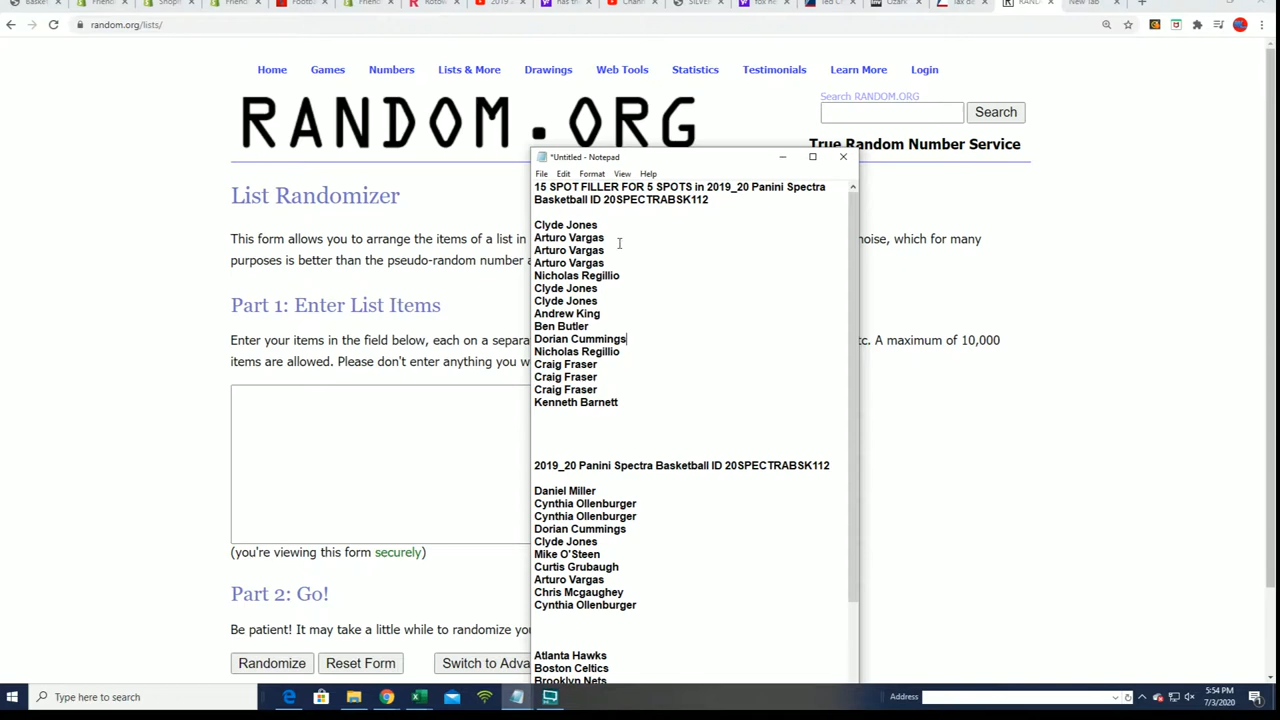 random.org/lists/
Home Games Numbers Lists & More Drawings Web Tools Statistics Testimonials Learn More Login
Search RANDOM.ORG
RANDOM.ORG
Search
True Random Number Service
*Untitled - Notepad
File Edit Format View Help
15 SPOT FILLER FOR 5 SPOTS in 2019_20 Panini Spectra
Basketball ID 20SPECTRABSK112
List Randomizer
Clyde Jones
This form allows you to arrange the items of a list in
noise, which for many
Arturo Vargas
Arturo Vargas
purposes is better than the pseudo-random number
Arturo Vargas
Nicholas Regillio
Clyde Jones
Part 1: Enter List Items
Clyde Jones
Andrew King
Ben Butler
Enter your items in the field below, each on a separa
etc. A maximum of 10,000
Dorian Cummings
Nicholas Regillio
items are allowed. Please don't enter anything you w
Craig Fraser
Craig Fraser
Craig Fraser
Kenneth Barnett
2019_20 Panini Spectra Basketball ID 20SPECTRABSK112
Daniel Miller
Cynthia Ollenburger
Cynthia Ollenburger
Dorian Cummings
Clyde Jones
(you're viewing this form securely)
Mike O'Steen
Curtis Grubaugh
Arturo Vargas
Part 2: Go!
Chris Mcgaughey
Cynthia Ollenburger
Be patient! It may take a little while to randomize yo
Atlanta Hawks
Randomize Reset Form Switch to Adva
Boston Celtics
Brooklyn Nets
Type here to search
Address
5:54 PM
7/3/2020